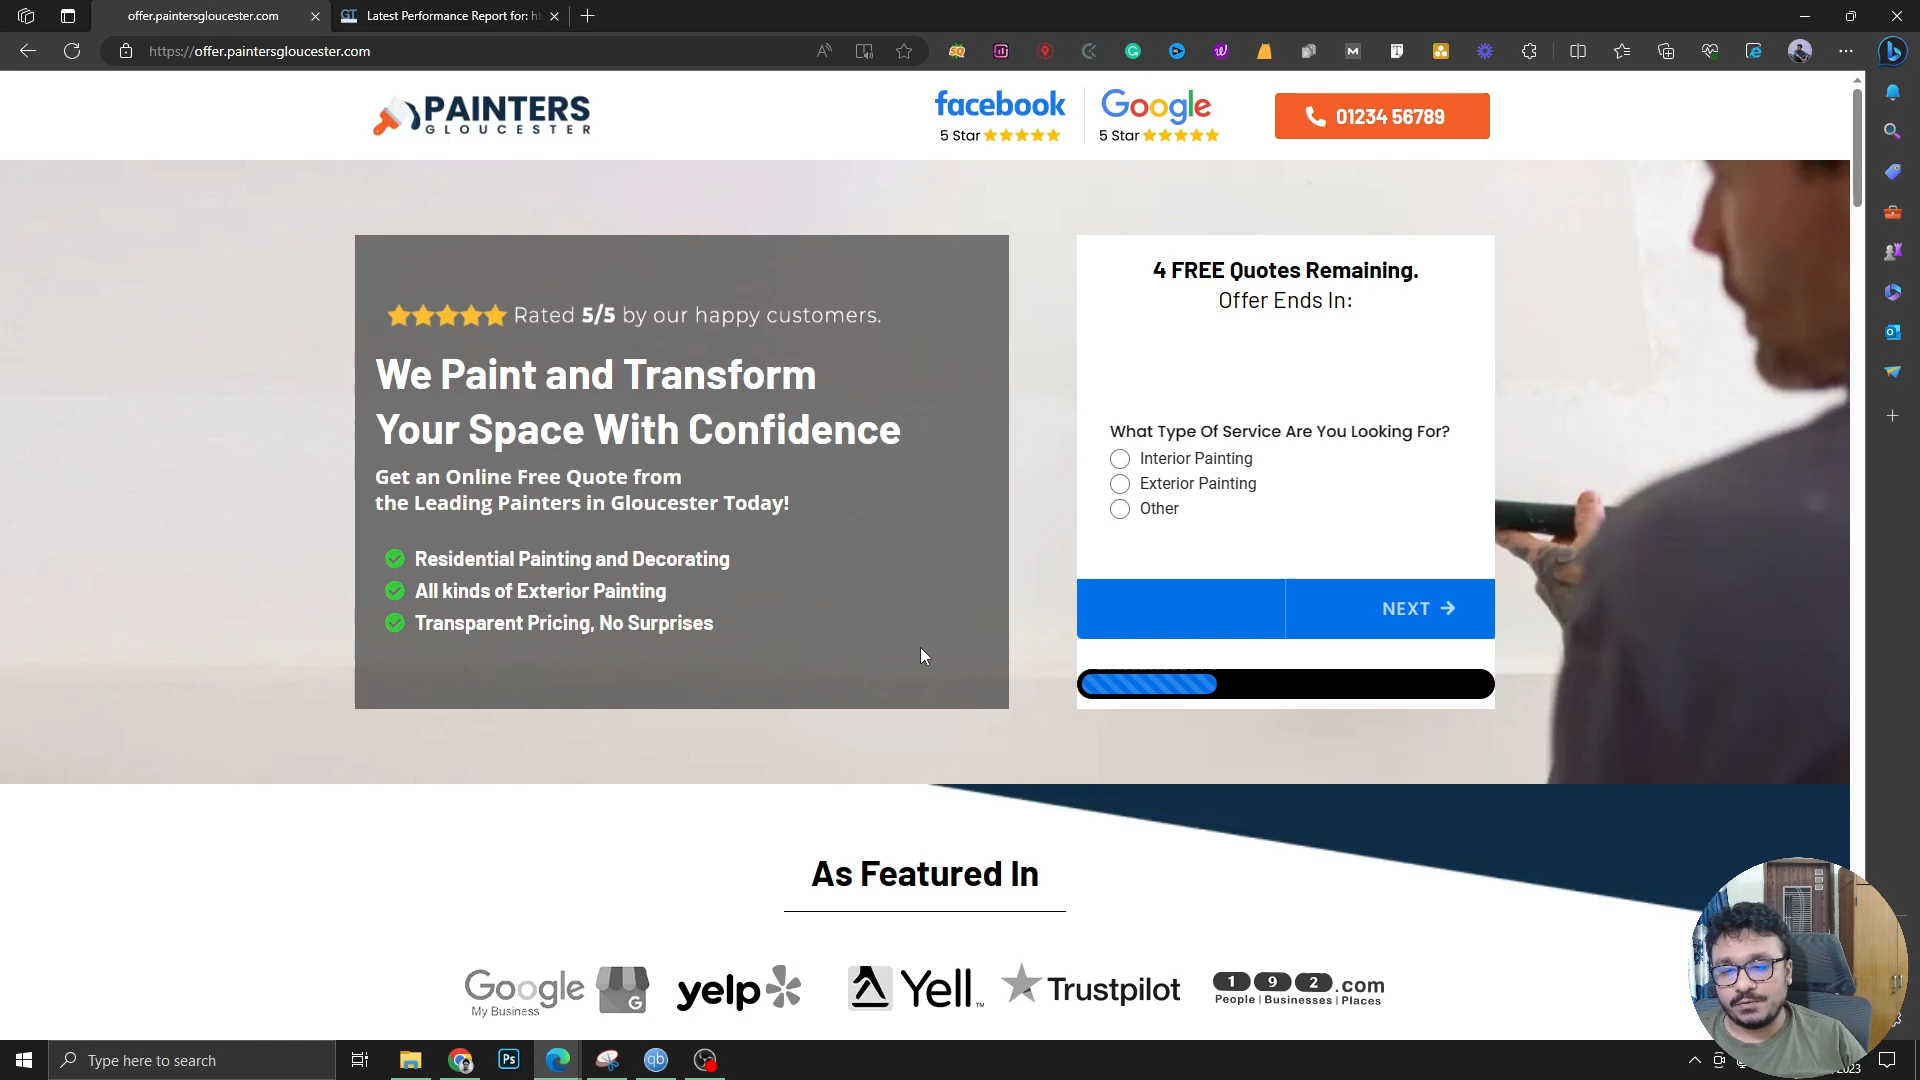 offer.paintersgloucester.com
GT Latest Performance Report for: h
https://offer.paintersgloucester.com
PAINTERS
GLOUCESTER
facebook
5 Star
Google
5 Star
01234 56789
Rated 5/5 by our happy customers.
We Paint and Transform
Your Space With Confidence
Get an Online Free Quote from
the Leading Painters in Gloucester Today!
Residential Painting and Decorating
All kinds of Exterior Painting
Transparent Pricing, No Surprises
4 FREE Quotes Remaining.
Offer Ends In:
What Type Of Service Are You Looking For?
Interior Painting
Exterior Painting
Other
NEXT
As Featured In
Google
My Business
G
yelp
Yell™
Trustpilot
192.com
People | Businesses | Places
Type here to search
Ps
qb
2023